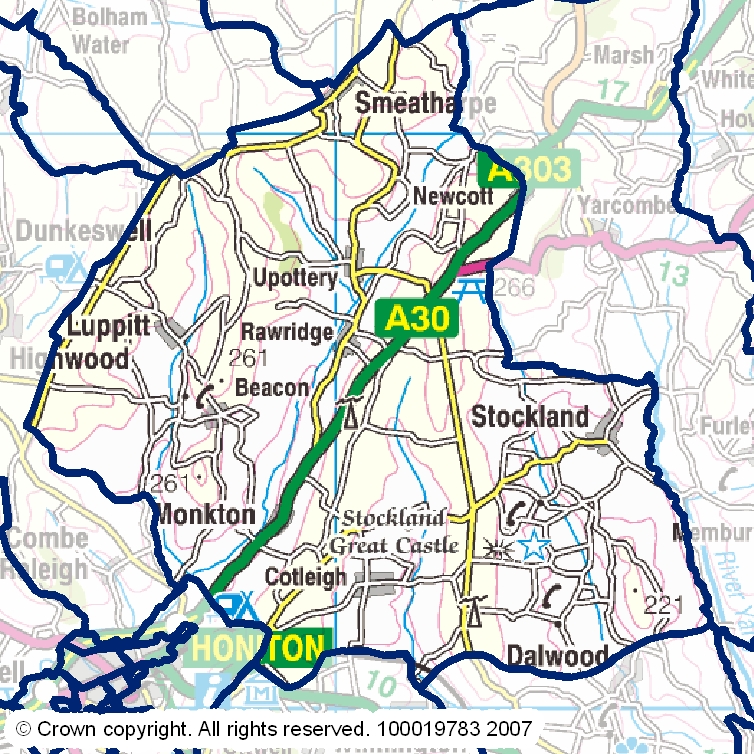 Bolham
Water
Marsh
17
White
How
Smeatharpe
A303
Newcott
Yarcombe
Dunkeswell
13
Upottery
266
A30
Luppitt
Rawridge
Highwood
261
Beacon
Stockland
Furley
261
Monkton
Stockland
Great Castle
Combe
Raleigh
Membur
Cotleigh
River Ya
221
HONITON
Dalwood
10
© Crown copyright. All rights reserved. 100019783 2007